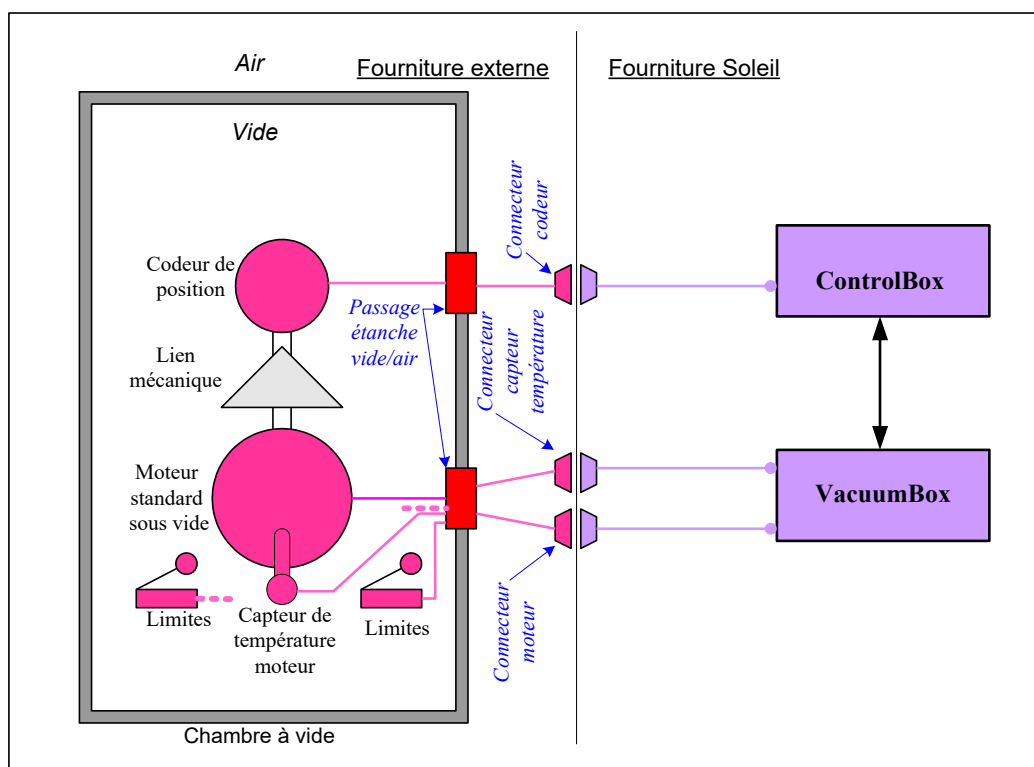 Air
Fourniture externe
Fourniture Soleil
Vide
Connecteur
codeur
Codeur de
position
ControlBox
Passage
étanche
vide/air
Connecteur
capteur
température
Lien
mécanique
Moteur
standard
sous vide
VacuumBox
Limites
Capteur de
température
moteur
Limites
Connecteur
moteur
Chambre à vide